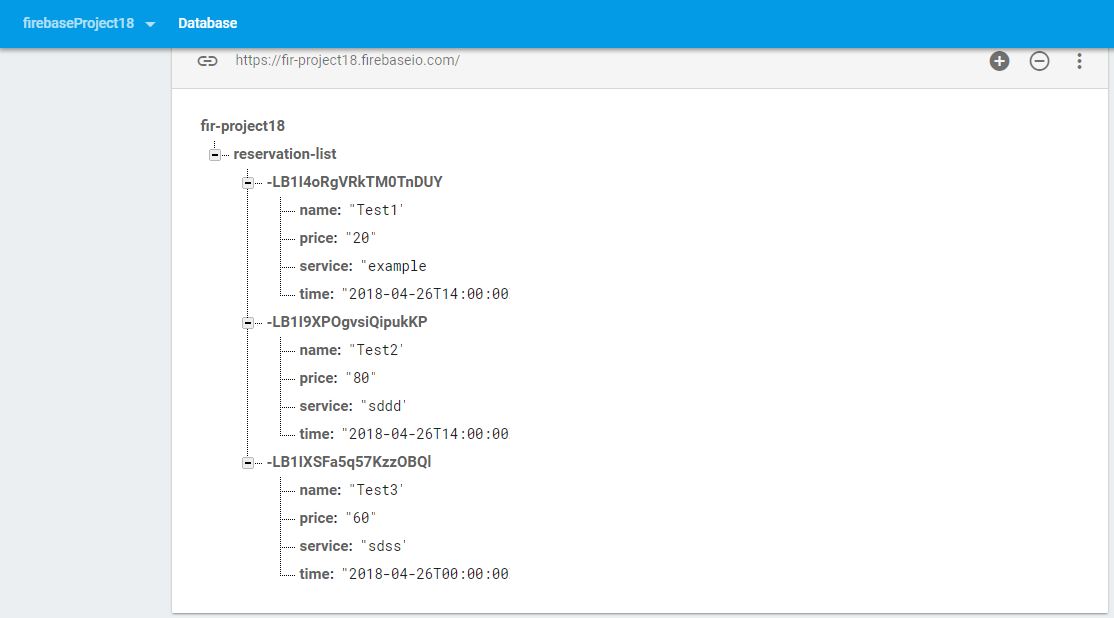 firebaseProject18 Database
https://fir-project18.firebaseio.com/
fir-project18
reservation-list
-LB1I4oRgVRkTM0TnDUY
name: "Test1'
price: "20"
service: "example
time: "2018-04-26T14:00:00
-LB1I9XPOgvsiQipukKP
name: "Test2'
price: "80"
service: "sddd'
time: "2018-04-26T14:00:00
-LB1IXSFa5q57KzzOBQl
name: "Test3'
price: "60"
service: "sdss'
time: "2018-04-26T00:00:00